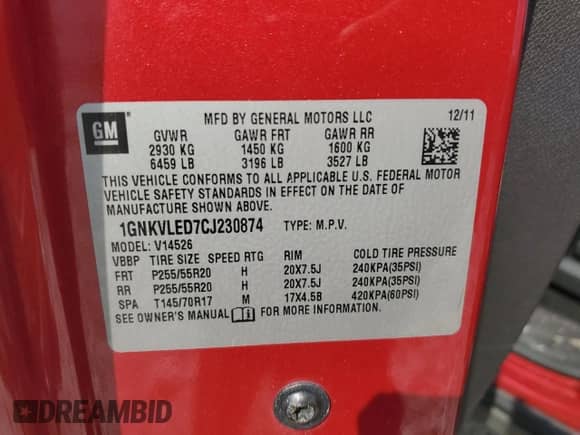 GM
MFD BY GENERAL MOTORS LLC 12/11
GVWR GAWR FRT GAWR RR
2930 KG 1450 KG 1600 KG
6459 LB 3196 LB 3527 LB
THIS VEHICLE CONFORMS TO ALL APPLICABLE U.S. FEDERAL MOTOR
VEHICLE SAFETY STANDARDS IN EFFECT ON THE DATE OF
MANUFACTURE SHOWN ABOVE.
1GNKVLED7CJ230874 TYPE: M.P.V.
MODEL: V14526
VBBP TIRE SIZE SPEED RTG RIM COLD TIRE PRESSURE
FRT P255/55R20 H 20X7.5J 240KPA(35PSI)
RR P255/55R20 H 20X7.5J 240KPA(35PSI)
SPA T145/70R17 M 17X4.5B 420KPA(60PSI)
SEE OWNER'S MANUAL FOR MORE INFORMATION.
DREAMBID